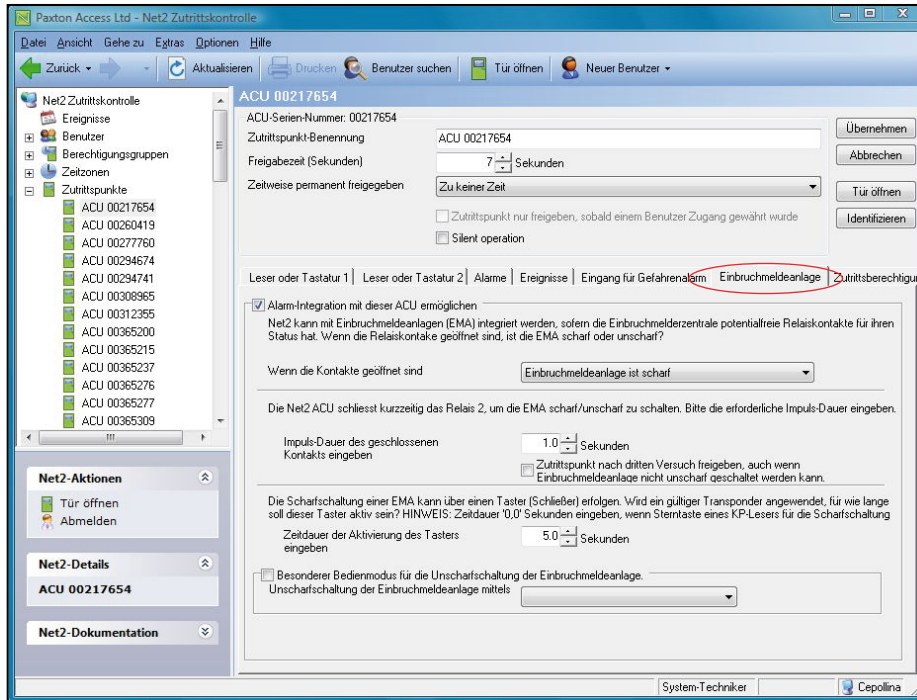 Paxton Access Ltd - Net2 Zutrittskontrolle
Datei Ansicht Gehe zu Extras Optionen Hilfe
Zurück Aktualisieren Drucken Benutzer suchen Tür öffnen Neuer Benutzer
Net2 Zutrittskontrolle
Ereignisse
Benutzer
Berechtigungsgruppen
Zeitzonen
Zutrittspunkte
ACU 00217654
ACU 00260419
ACU 00277760
ACU 00294674
ACU 00294741
ACU 00308965
ACU 00312355
ACU 00365200
ACU 00365215
ACU 00365237
ACU 00365276
ACU 00365277
ACU 00365309
Net2-Aktionen
Tür öffnen
Abmelden
Net2-Details
ACU 00217654
Net2-Dokumentation
ACU 00217654
ACU-Serien-Nummer: 00217654
Zutrittspunkt-Benennung ACU 00217654
Freigabezeit (Sekunden) 7 Sekunden
Zeitweise permanent freigegeben Zu keiner Zeit
Zutrittspunkt nur freigeben, sobald einem Benutzer Zugang gewährt wurde
Silent operation
Übernehmen
Abbrechen
Tür öffnen
Identifizieren
Leser oder Tastatur 1 Leser oder Tastatur 2 Alarme Ereignisse Eingang für Gefahrenalarm Einbruchmeldeanlage Zutrittsberechtigu
Alarm-Integration mit dieser ACU ermöglichen
Net2 kann mit Einbruchmeldeanlagen (EMA) integriert werden, sofern die Einbruchmelderzentrale potentialfreie Relaiskontakte für ihren
Status hat. Wenn die Relaiskontake geöffnet sind, ist die EMA scharf oder unscharf?
Wenn die Kontakte geöffnet sind Einbruchmeldeanlage ist scharf
Die Net2 ACU schliesst kurzzeitig das Relais 2, um die EMA scharf/unscharf zu schalten. Bitte die erforderliche Impuls-Dauer eingeben.
Impuls-Dauer des geschlossenen
Kontakts eingeben
1.0 Sekunden
Zutrittspunkt nach dritten Versuch freigeben, auch wenn
Einbruchmeldeanlage nicht unscharf geschaltet werden kann.
Die Scharfschaltung einer EMA kann über einen Taster (Schließer) erfolgen. Wird ein gültiger Transponder angewendet, für wie lange
soll dieser Taster aktiv sein? HINWEIS: Zeitdauer '0,0' Sekunden eingeben, wenn Sterntaste eines KP-Lesers für die Scharfschaltung
Zeitdauer der Aktivierung des Tasters
eingeben
5.0 Sekunden
Besonderer Bedienmodus für die Unscharfschaltung der Einbruchmeldeanlage.
Unscharfschaltung der Einbruchmeldeanlage mittels
System-Techniker Cepollina